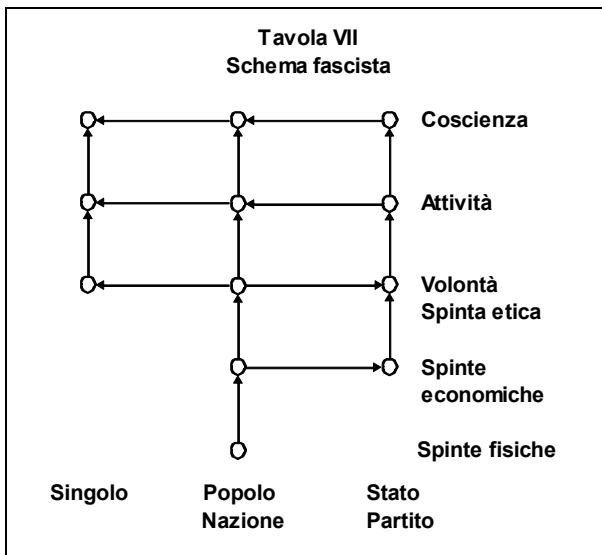 Tavola VII
Schema fascista
Coscienza
Attività
Volontà
Spinta etica
Spinte
economiche
Spinte fisiche
Singolo
Popolo
Nazione
Stato
Partito